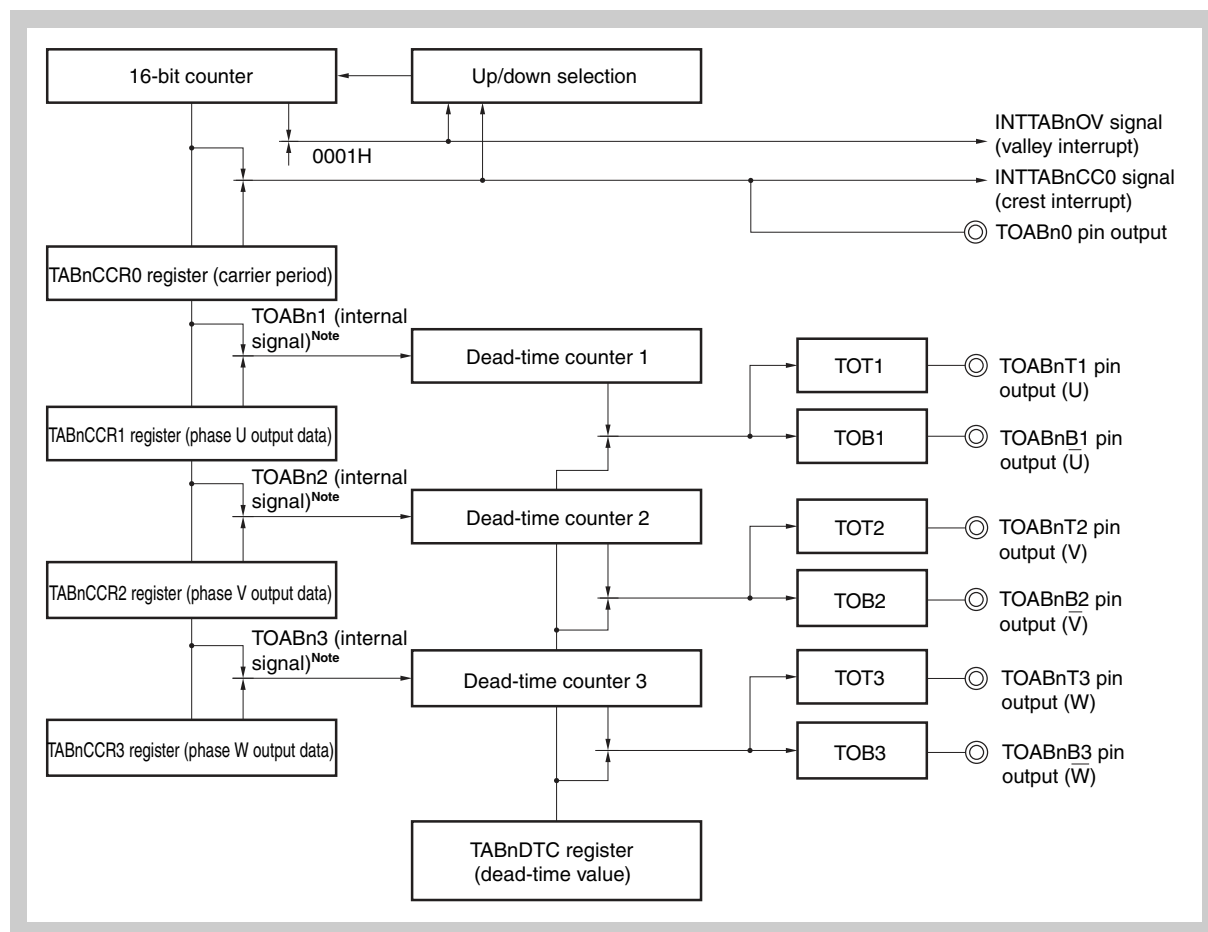 16-bit counter
Up/down selection
INTTABnOV signal
(valley interrupt)
0001H
INTTABnCC0 signal
(crest interrupt)
TOABn0 pin output
TABnCCR0 register (carrier period)
TOABn1 (internal
signal)Note
Dead-time counter 1
TOT1
TOABnT1 pin
output (U)
TABnCCR1 register (phase U output data)
TOB1
TOABnB1 pin
output (U̅)
TOABn2 (internal
signal)Note
Dead-time counter 2
TOT2
TOABnT2 pin
output (V)
TABnCCR2 register (phase V output data)
TOB2
TOABnB2 pin
output (V̅)
TOABn3 (internal
signal)Note
Dead-time counter 3
TOT3
TOABnT3 pin
output (W)
TABnCCR3 register (phase W output data)
TOB3
TOABnB3 pin
output (W̅)
TABnDTC register
(dead-time value)